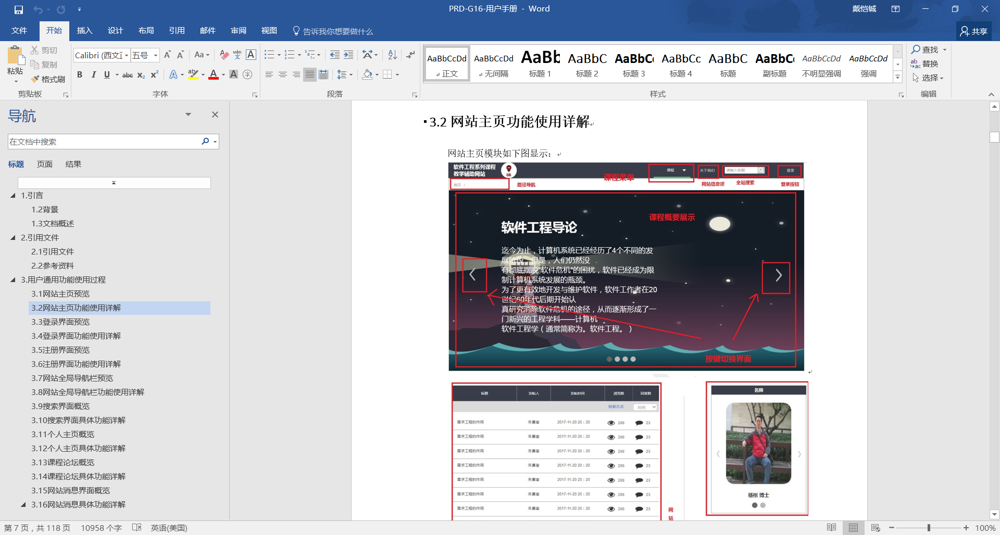 PRD-G16-用户手册 - Word
戴恺铖
文件 开始 插入 设计 布局 引用 邮件 审阅 视图 告诉我你想要做什么
共享
粘贴
剪切
复制
格式刷
剪贴板
Calibri (西文正 五号
字体
段落
AaBbCcDd AaBbCcDd AaBb AaBbC AaBbC AaBbCc AaBbC AaBbC AaBbCcDd AaBbCcDd
正文 无间隔 标题 1 标题 2 标题 3 标题 4 标题 副标题 不明显强调 强调
样式
查找
替换
选择
编辑
导航
在文档中搜索
标题 页面 结果
1.引言
1.2背景
1.3文档概述
2.引用文件
2.1引用文件
2.2参考资料
3.用户通用功能使用过程
3.1网站主页预览
3.2网站主页功能使用详解
3.3登录界面预览
3.4登录界面功能使用详解
3.5注册界面预览
3.6注册界面功能使用详解
3.7网站全局导航栏预览
3.8网站全局导航栏功能使用详解
3.9搜索界面概览
3.10搜索界面具体功能详解
3.11个人主页概览
3.12个人主页具体功能详解
3.13课程论坛概览
3.14课程论坛具体功能详解
3.15网站消息界面概览
3.16网站消息具体功能详解
3.2 网站主页功能使用详解
网站主页模块如下图显示：
软件工程系列课程
教学辅助网站
G16
课程菜单
课程
关于我们
请输入标题
登录
首页 /
路径导航
网站信息项
全站搜索
登录按钮
课程概要展示
软件工程导论
迄今为止，计算机系统已经经历了4个不同的发
展阶段，但是，人们仍然没
有彻底摆脱"软件危机"的困扰，软件已经成为限
制计算机系统发展的瓶颈。
为了更有效地开发与维护软件，软件工作者在20
世纪60年代后期开始认
真研究消除软件危机的途径，从而逐渐形成了一
门新兴的工程学科——计算机
软件工程学（通常简称为。软件工程。）
按键切换界面
标题 发帖人 发帖时间 浏览数 回复数
检索方式 时间
需求工程的作用 朱赛奎 2017-11-20 20：20 288 23
需求工程的作用 朱赛奎 2017-11-20 20：20 288 23
需求工程的作用 朱赛奎 2017-11-20 20：20 288 23
需求工程的作用 朱赛奎 2017-11-20 20：20 288 23
需求工程的作用 朱赛奎 2017-11-20 20：20 288 23
需求工程的作用 朱赛奎 2017-11-20 20：20 288 23
需求工程的作用 朱赛奎 2017-11-20 20：20 288 23
网
站
名师
杨枨 博士
第 7 页，共 118 页 10958 个字 英语(美国)
100%